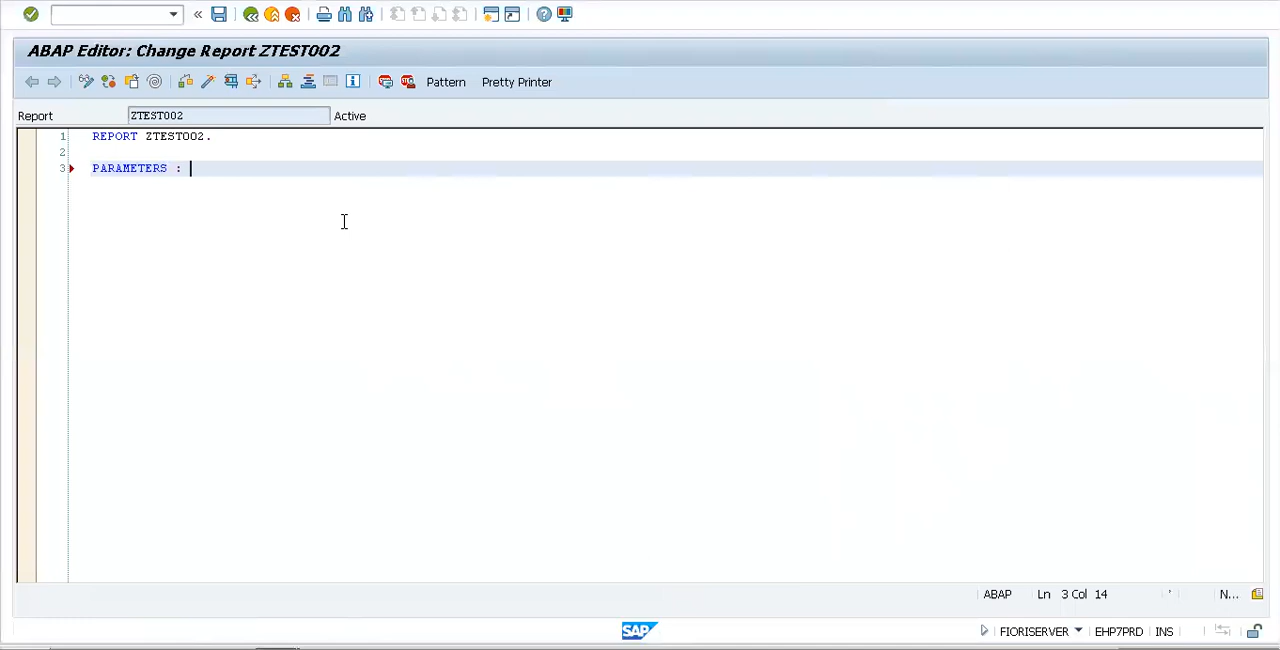 ABAP Editor: Change Report ZTEST002
Pattern Pretty Printer
Report ZTEST002 Active
1 REPORT ZTEST002.
2
3 PARAMETERS :
ABAP Ln 3 Col 14 N...
SAP FIORISERVER EHP7PRD INS